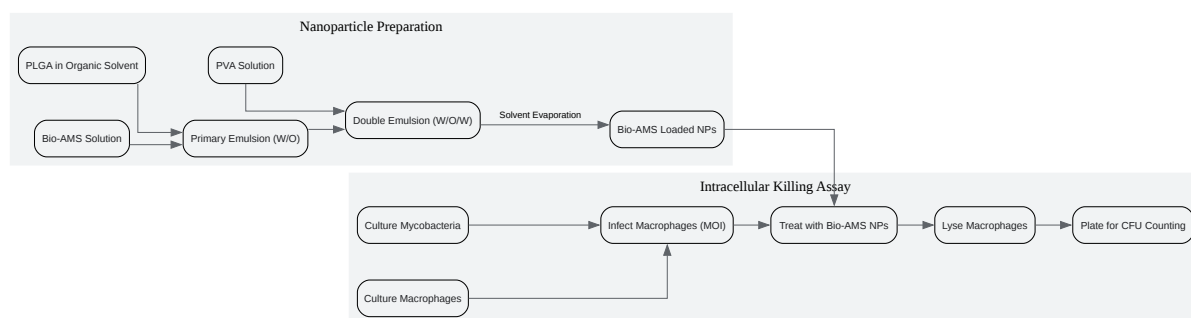 Nanoparticle Preparation
PLGA in Organic Solvent
PVA Solution
Bio-AMS Solution
Primary Emulsion (W/O)
Double Emulsion (W/O/W)
Solvent Evaporation
Bio-AMS Loaded NPs
Intracellular Killing Assay
Culture Mycobacteria
Infect Macrophages (MOI)
Treat with Bio-AMS NPs
Lyse Macrophages
Plate for CFU Counting
Culture Macrophages